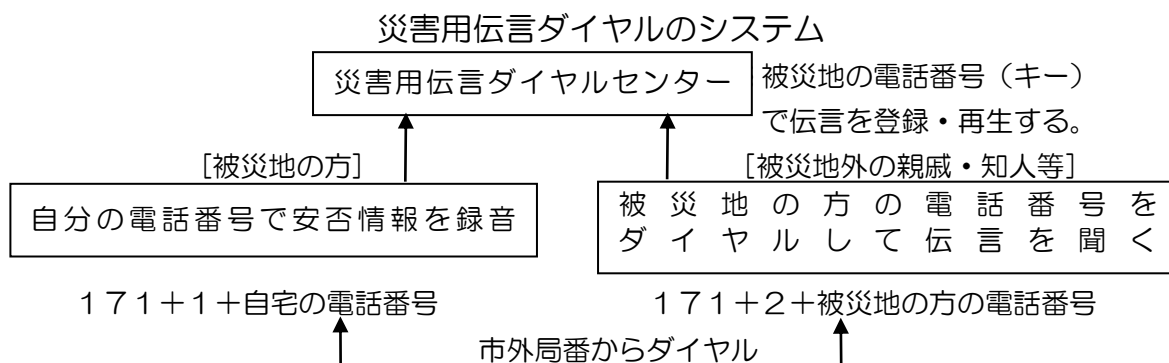 災害用伝言ダイヤルのシステム
災害用伝言ダイヤルセンター
被災地の電話番号（キー）
で伝言を登録・再生する。
[被災地の方]
[被災地外の親戚・知人等]
自分の電話番号で安否情報を録音
被災地の方の電話番号を
ダイヤルして伝言を聞く
１７１＋１＋自宅の電話番号
１７１＋２＋被災地の方の電話番号
市外局番からダイヤル